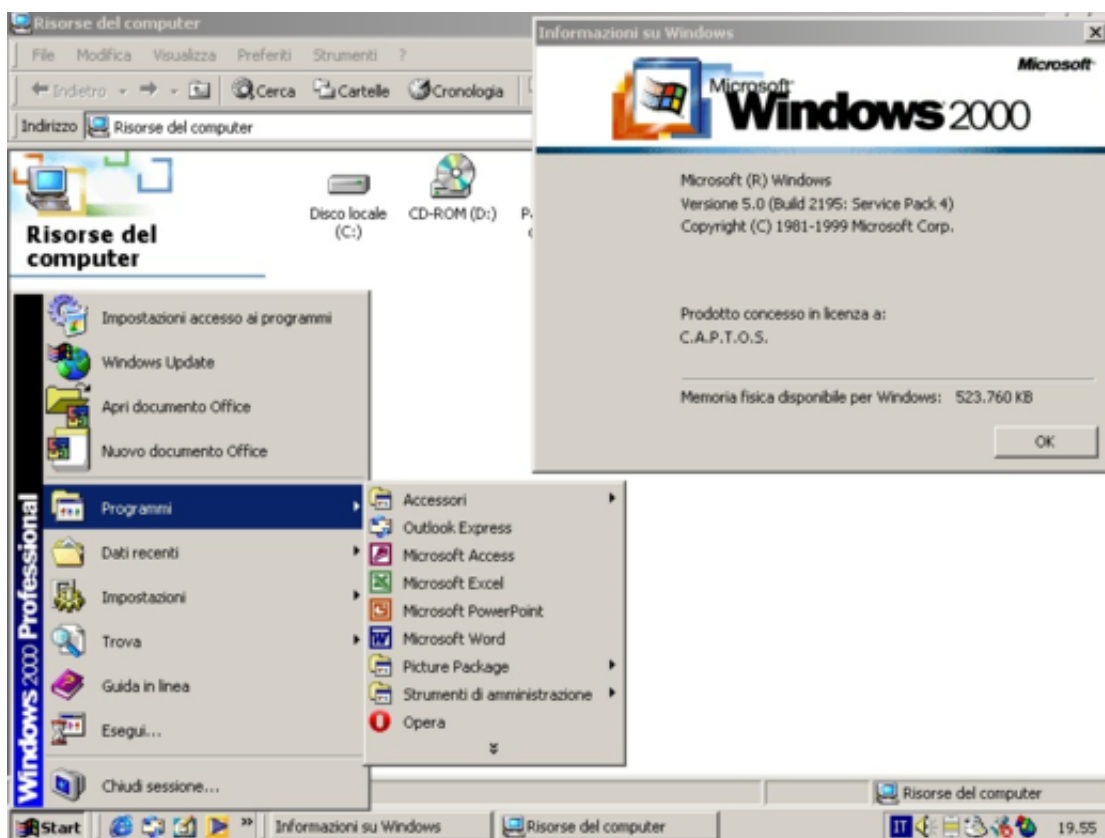 Risorse del computer
File Modifica Visualizza Preferiti Strumenti ?
Indietro Cerca Cartelle Cronologia
Indirizzo Risorse del computer
Risorse del
computer
Disco locale
(C:)
CD-ROM (D:)
Informazioni su Windows
Microsoft
Microsoft
Windows 2000
Microsoft (R) Windows
Versione 5.0 (Build 2195: Service Pack 4)
Copyright (C) 1981-1999 Microsoft Corp.
Prodotto concesso in licenza a:
C.A.P.T.O.S.
Memoria fisica disponibile per Windows: 523.760 KB
OK
Windows 2000 Professional
Impostazioni accesso ai programmi
Windows Update
Apri documento Office
Nuovo documento Office
Programmi
Dati recenti
Impostazioni
Trova
Guida in linea
Esegui...
Chiudi sessione...
Accessori
Outlook Express
Microsoft Access
Microsoft Excel
Microsoft PowerPoint
Microsoft Word
Picture Package
Strumenti di amministrazione
Opera
Risorse del computer
Start » Informazioni su Windows Risorse del computer IT 19.55